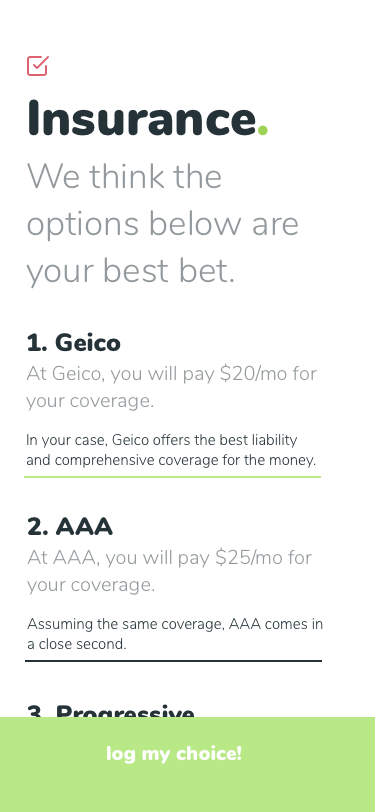 Insurance.
We think the
options below are
your best bet.
1. Geico
At Geico, you will pay $20/mo for
your coverage.
In your case, Geico offers the best liability
and comprehensive coverage for the money.
2. AAA
At AAA, you will pay $25/mo for
your coverage.
Assuming the same coverage, AAA comes in
a close second.
3. Progressive
log my choice!